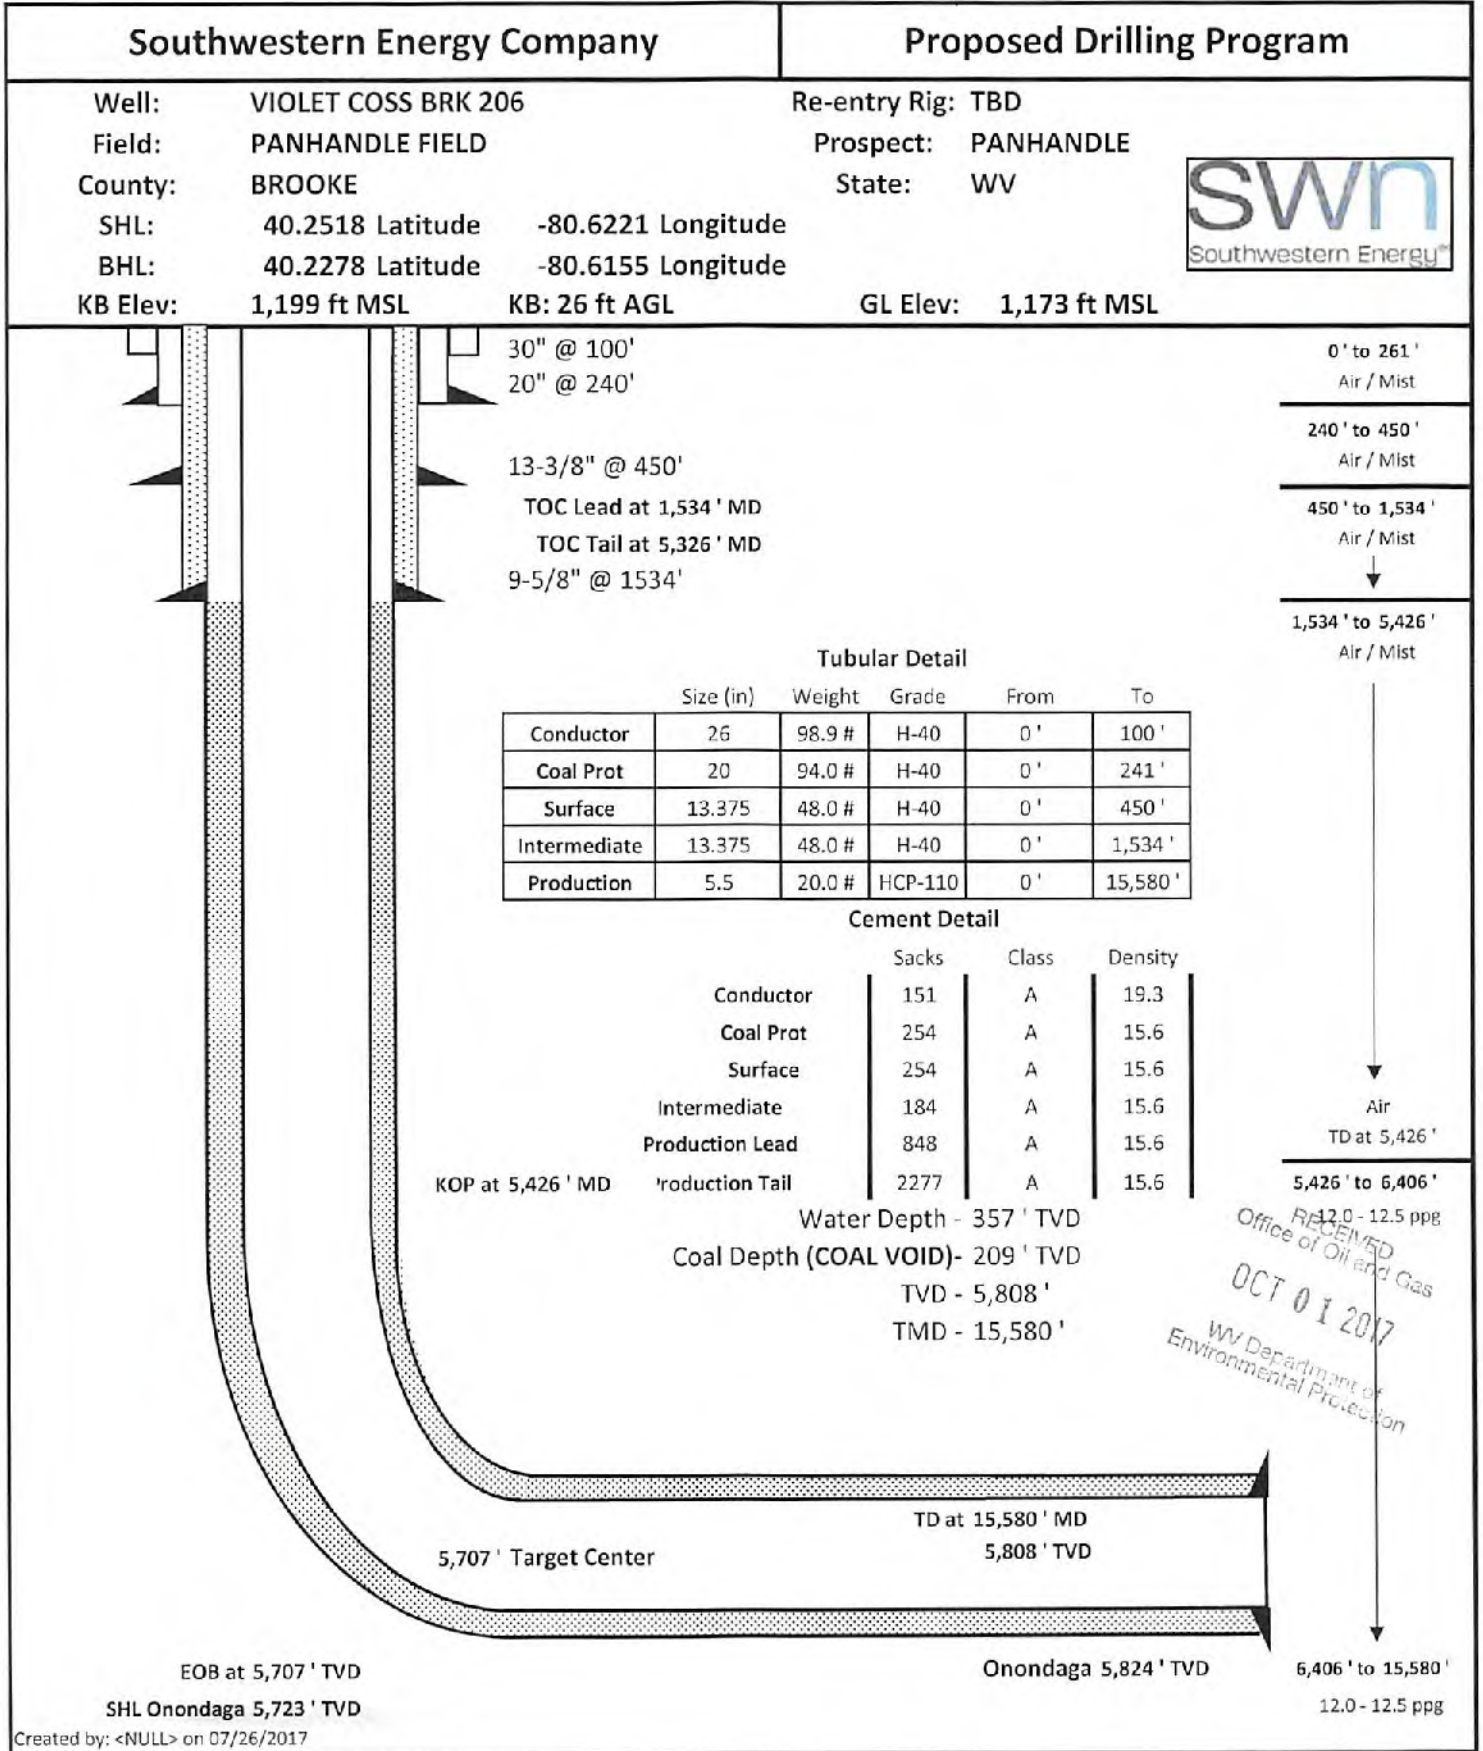 Southwestern Energy Company
Proposed Drilling Program
Well: VIOLET COSS BRK 206 Re-entry Rig: TBD
Field: PANHANDLE FIELD Prospect: PANHANDLE
County: BROOKE State: WV
SHL: 40.2518 Latitude -80.6221 Longitude
BHL: 40.2278 Latitude -80.6155 Longitude
KB Elev: 1,199 ft MSL KB: 26 ft AGL GL Elev: 1,173 ft MSL
swn
Southwestern Energy
30" @ 100'
20" @ 240'
13-3/8" @ 450'
TOC Lead at 1,534 ' MD
TOC Tail at 5,326 ' MD
9-5/8" @ 1534'
0 ' to 261 '
Air / Mist
240 ' to 450 '
Air / Mist
450 ' to 1,534 '
Air / Mist
1,534 ' to 5,426 '
Air / Mist
Tubular Detail
Size (in) Weight Grade From To
Conductor 26 98.9 # H-40 0 ' 100 '
Coal Prot 20 94.0 # H-40 0 ' 241 '
Surface 13.375 48.0 # H-40 0 ' 450 '
Intermediate 13.375 48.0 # H-40 0 ' 1,534 '
Production 5.5 20.0 # HCP-110 0 ' 15,580 '
Cement Detail
Sacks Class Density
Conductor 151 A 19.3
Coal Prot 254 A 15.6
Surface 254 A 15.6
Intermediate 184 A 15.6
Production Lead 848 A 15.6
KOP at 5,426 ' MD 'roduction Tail 2277 A 15.6
Water Depth - 357 ' TVD
Coal Depth (COAL VOID)- 209 ' TVD
TVD - 5,808 '
TMD - 15,580 '
Air
TD at 5,426 '
5,426 ' to 6,406 '
12.0 - 12.5 ppg
RECEIVED
Office of Oil and Gas
OCT 01 2017
WV Department of
Environmental Protection
TD at 15,580 ' MD
5,808 ' TVD
5,707 ' Target Center
EOB at 5,707 ' TVD
SHL Onondaga 5,723 ' TVD
Onondaga 5,824 ' TVD
6,406 ' to 15,580 '
12.0 - 12.5 ppg
Created by: <NULL> on 07/26/2017